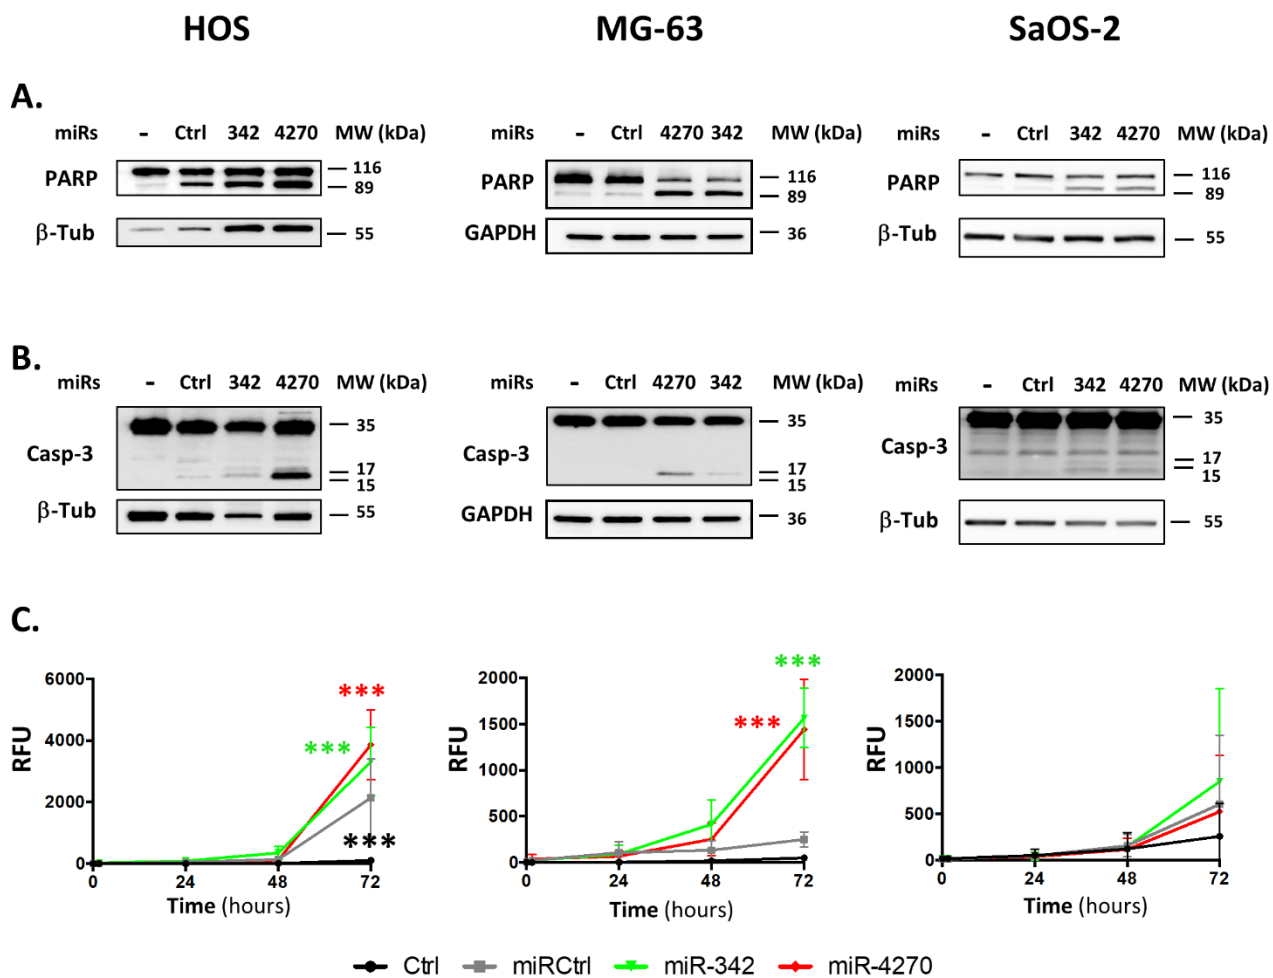 HOS MG-63 SaOS-2
A.
miRs - Ctrl 342 4270 MW (kDa)
PARP
116
89
β-Tub
55
miRs - Ctrl 4270 342 MW (kDa)
PARP
116
89
GAPDH
36
miRs - Ctrl 342 4270 MW (kDa)
PARP
116
89
β-Tub
55
B.
miRs - Ctrl 342 4270 MW (kDa)
Casp-3
35
17
15
β-Tub
55
miRs - Ctrl 4270 342 MW (kDa)
Casp-3
35
17
15
GAPDH
36
miRs - Ctrl 342 4270 MW (kDa)
Casp-3
35
17
15
β-Tub
55
C.
RFU
6000
4000
2000
0
***
***
***
0 24 48 72
Time (hours)
RFU
2000
1500
1000
500
0
***
***
0 24 48 72
Time (hours)
RFU
2000
1500
1000
500
0
0 24 48 72
Time (hours)
Ctrl miRCtrl miR-342 miR-4270